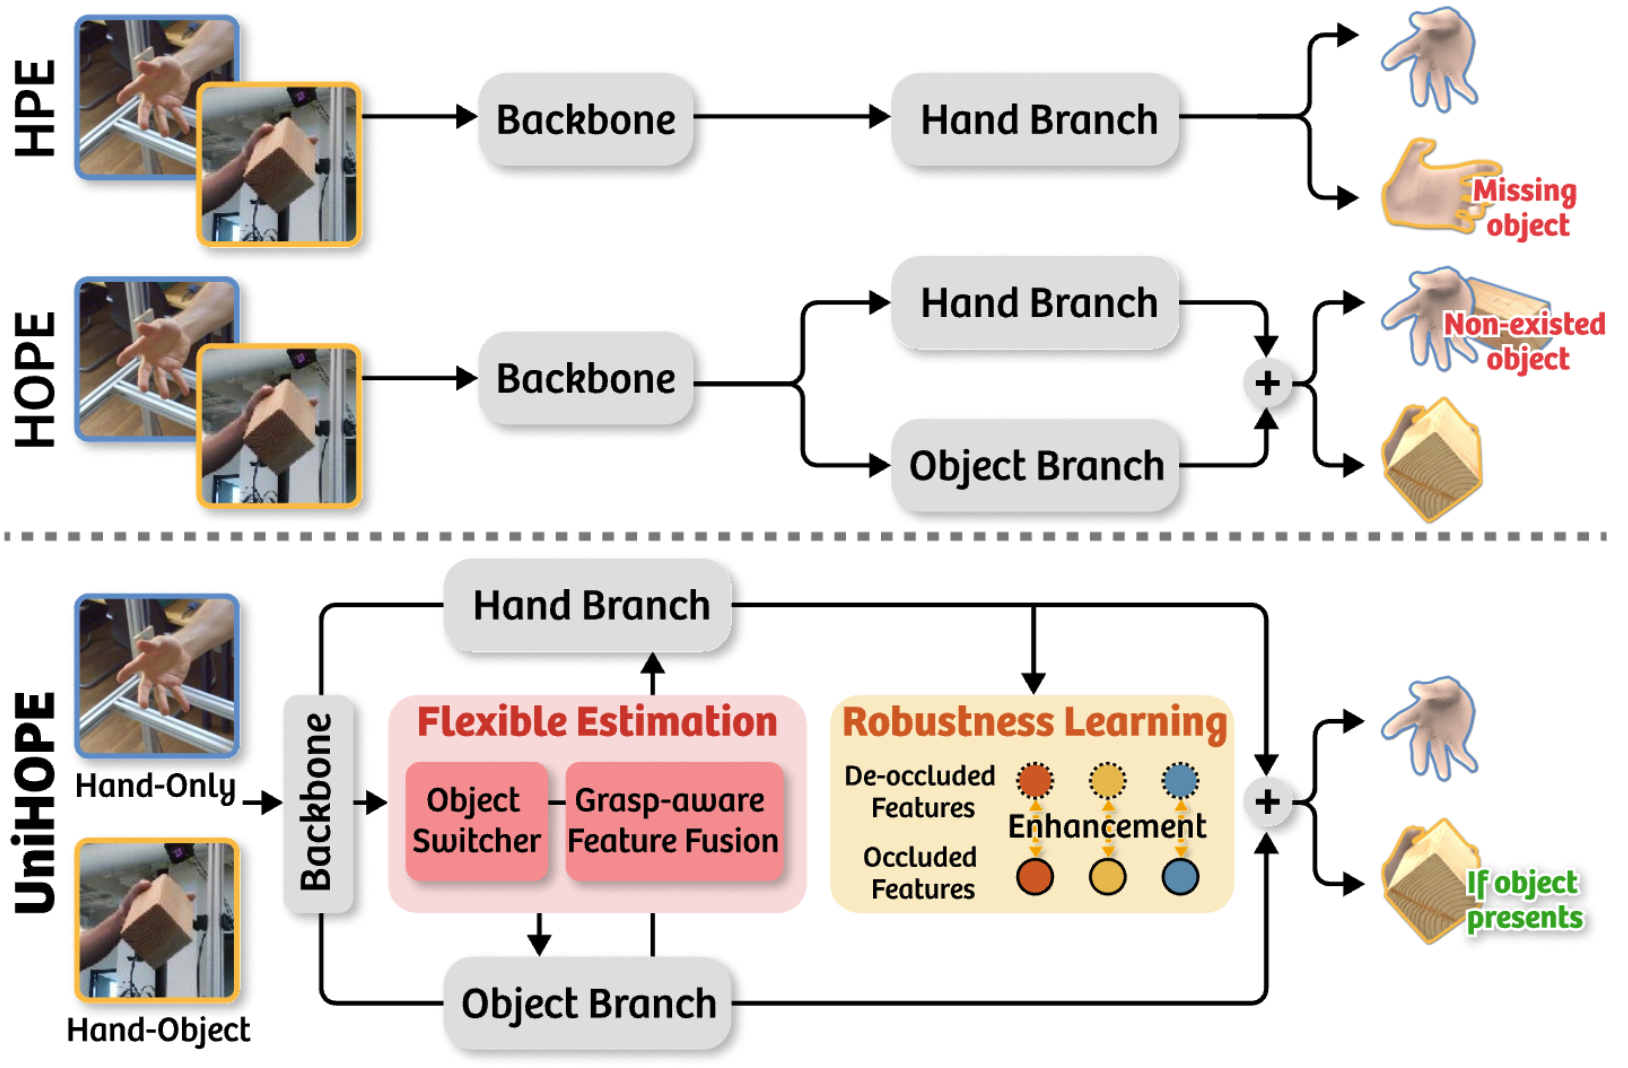 HPE
Backbone
Hand Branch
Missing
object
HOPE
Backbone
Hand Branch
Object Branch
+
Non-existed
object
UniHOPE
Hand-Only
Hand-Object
Backbone
Hand Branch
Flexible Estimation
Object
Switcher
Grasp-aware
Feature Fusion
Object Branch
Robustness Learning
De-occluded
Features
Enhancement
Occluded
Features
+
If object
presents